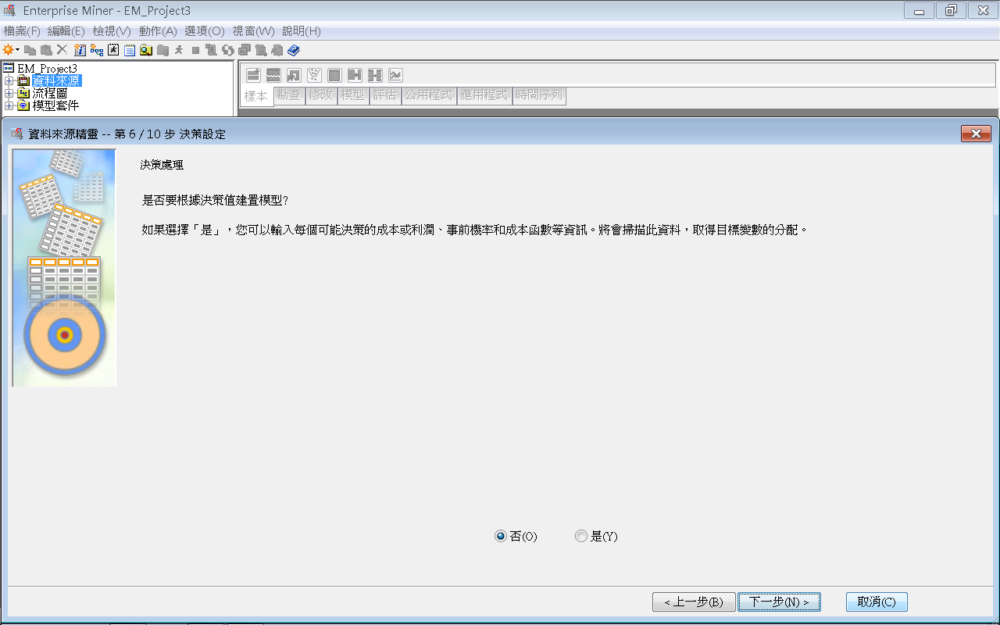 Enterprise Miner - EM_Project3
檔案(F) 編輯(E) 檢視(V) 動作(A) 選項(O) 視窗(W) 說明(H)
EM_Project3
資料來源
流程圖
模型套件
樣本 勘查 修改 模型 評估 公用程式 應用程式 時間序列
資料來源精靈 -- 第 6 / 10 步 決策設定
決策處理
是否要根據決策值建置模型?
如果選擇「是」，您可以輸入每個可能決策的成本或利潤、事前機率和成本函數等資訊。將會掃描此資料，取得目標變數的分配。
否(O) 是(Y)
< 上一步(B) 下一步(N) > 取消(C)